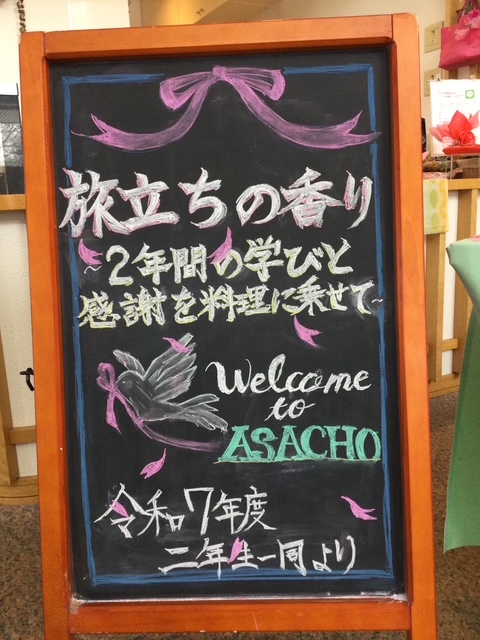 旅立ちの香り
~2年間の学びと
感謝を料理に乗せて~
Welcome
to
ASACHO
令和7年度
二年生一同より